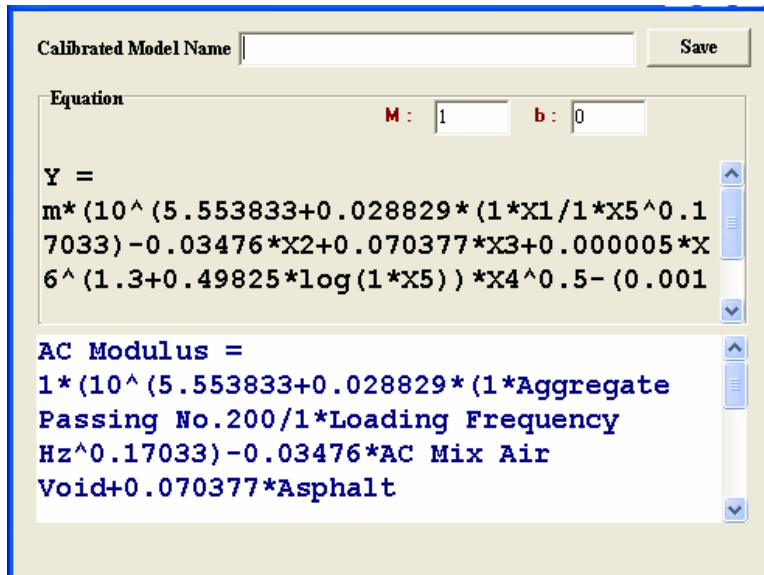 Calibrated Model Name Save
Equation
M : 1 b : 0
Y =
m*(10^(5.553833+0.028829*(1*X1/1*X5^0.1
7033)-0.03476*X2+0.070377*X3+0.000005*X
6^(1.3+0.49825*log(1*X5))*X4^0.5-(0.001
AC Modulus =
1*(10^(5.553833+0.028829*(1*Aggregate
Passing No.200/1*Loading Frequency
Hz^0.17033)-0.03476*AC Mix Air
Void+0.070377*Asphalt